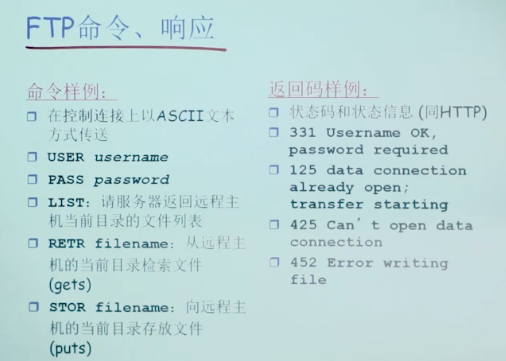 FTP命令、响应
命令样例：
在控制连接上以ASCII文本
方式传送
USER username
PASS password
LIST：请服务器返回远程主
机当前目录的文件列表
RETR filename：从远程主
机的当前目录检索文件
(gets)
STOR filename：向远程主
机的当前目录存放文件
(puts)
返回码样例：
状态码和状态信息 (同HTTP)
331 Username OK,
password required
125 data connection
already open;
transfer starting
425 Can't open data
connection
452 Error writing
file